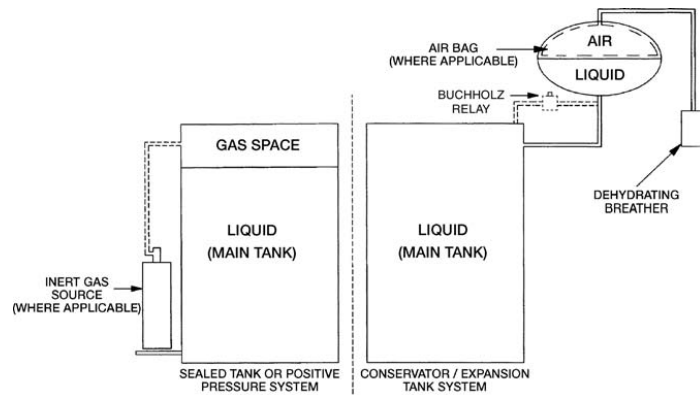 AIR BAG
(WHERE APPLICABLE)
AIR
LIQUID
BUCHHOLZ
RELAY
DEHYDRATING
BREATHER
GAS SPACE
LIQUID
(MAIN TANK)
LIQUID
(MAIN TANK)
INERT GAS
SOURCE
(WHERE APPLICABLE)
SEALED TANK OR POSITIVE
PRESSURE SYSTEM
CONSERVATOR / EXPANSION
TANK SYSTEM